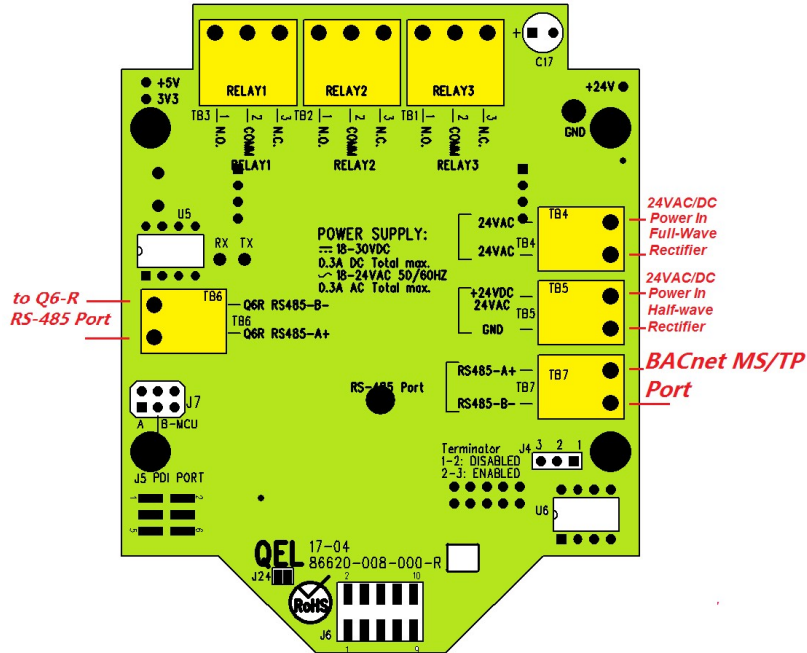 +5V
3V3
RELAY1
RELAY2
RELAY3
+
C17
+24V
GND
TB3
1
2
3
N.O.
COMM
N.C.
RELAY1
TB2
1
2
3
N.O.
COMM
N.C.
RELAY2
TB1
1
2
3
N.O.
COMM
N.C.
RELAY3
U5
RX TX
POWER SUPPLY:
18-30VDC
0.3A DC Total max.
18-24VAC 50/60HZ
0.3A AC Total max.
24VAC
24VAC
TB4
TB4
24VAC/DC
Power In
Full-Wave
Rectifier
+24VDC
24VAC
GND
TB5
TB5
24VAC/DC
Power In
Half-wave
Rectifier
to Q6-R
RS-485 Port
TB6
TB6
Q6R RS485-B-
Q6R RS485-A+
RS485-A+
RS485-B-
TB7
TB7
BACnet MS/TP
Port
RS-485 Port
J7
A B-MCU
J5 PDI PORT
1
2
5
6
Terminator
1-2: DISABLED
2-3: ENABLED
J4 3 2 1
U6
QEL 17-04
86620-008-000-R
J24
RoHS
2
10
J6
1
9